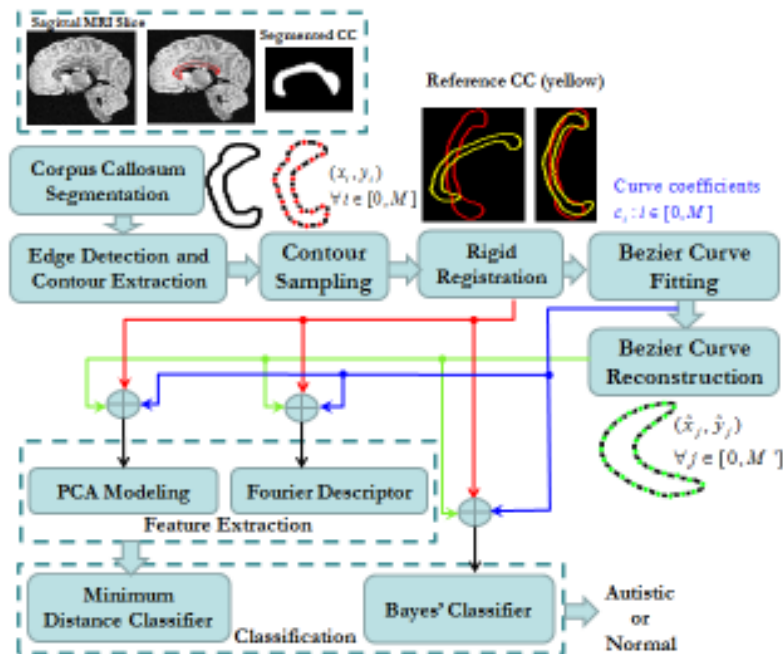 Sagittal MRI Slice
Segmented CC
Reference CC (yellow)
Corpus Callosum
Segmentation
(x_i, y_i)
∀i ∈ [0, M]
Curve coefficients
c_i : i ∈ [0, M]
Edge Detection and
Contour Extraction
Contour
Sampling
Rigid
Registration
Bezier Curve
Fitting
Bezier Curve
Reconstruction
(x̂_j, ŷ_j)
∀j ∈ [0, M']
PCA Modeling
Fourier Descriptor
Feature Extraction
Minimum
Distance Classifier
Bayes' Classifier
Classification
Autistic
or
Normal